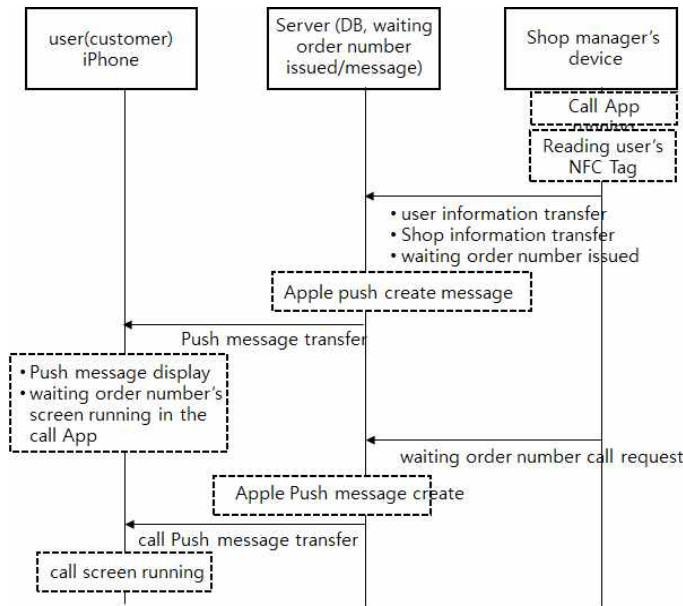 user(customer)
iPhone
Server (DB, waiting
order number
issued/message)
Shop manager's
device
Call App
Reading user's
NFC Tag
• user information transfer
• Shop information transfer
• waiting order number issued
Apple push create message
Push message transfer
• Push message display
• waiting order number's
screen running in the
call App
waiting order number call request
Apple Push message create
call Push message transfer
call screen running